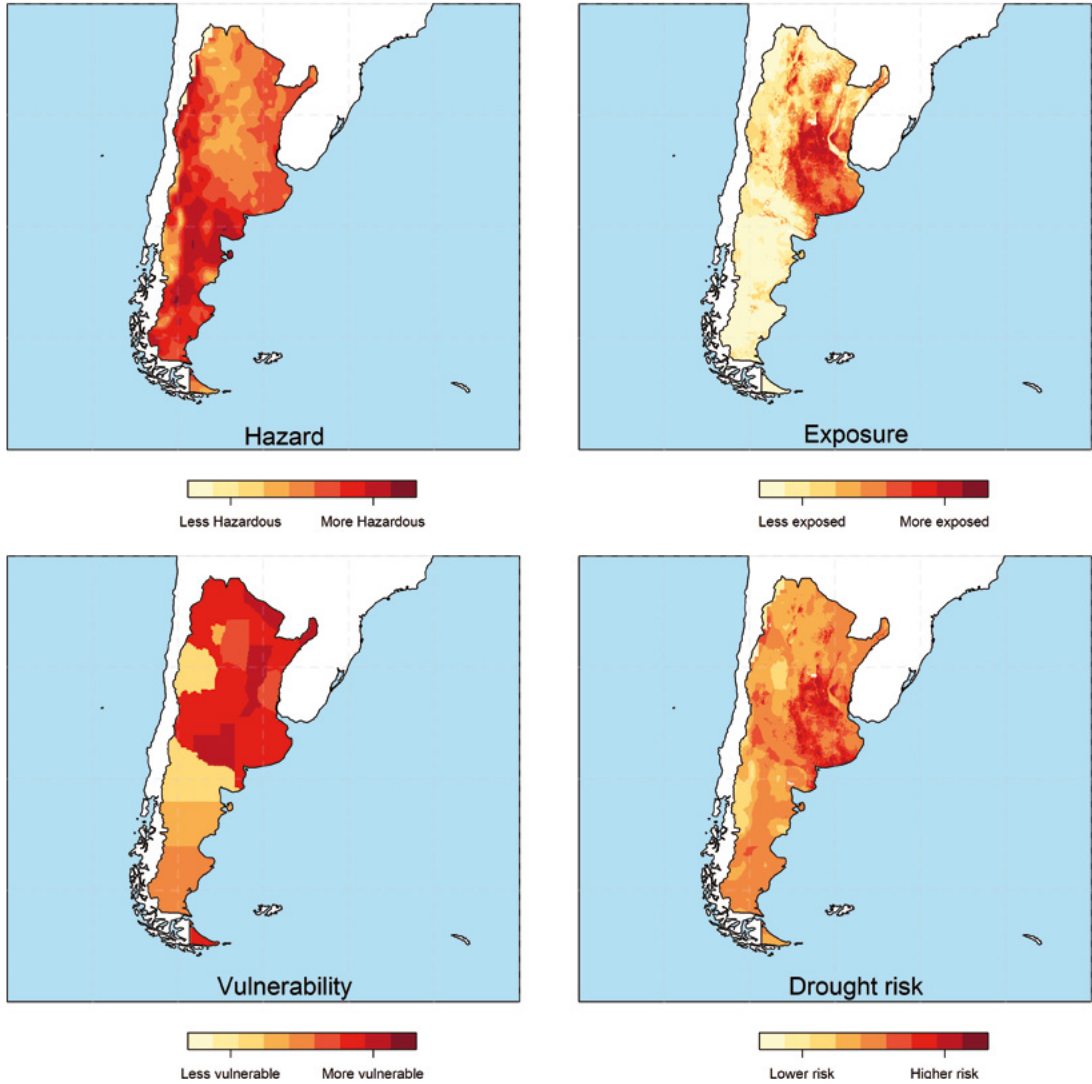 Hazard
Exposure
Less Hazardous More Hazardous
Less exposed More exposed
Vulnerability
Drought risk
Less vulnerable More vulnerable
Lower risk Higher risk